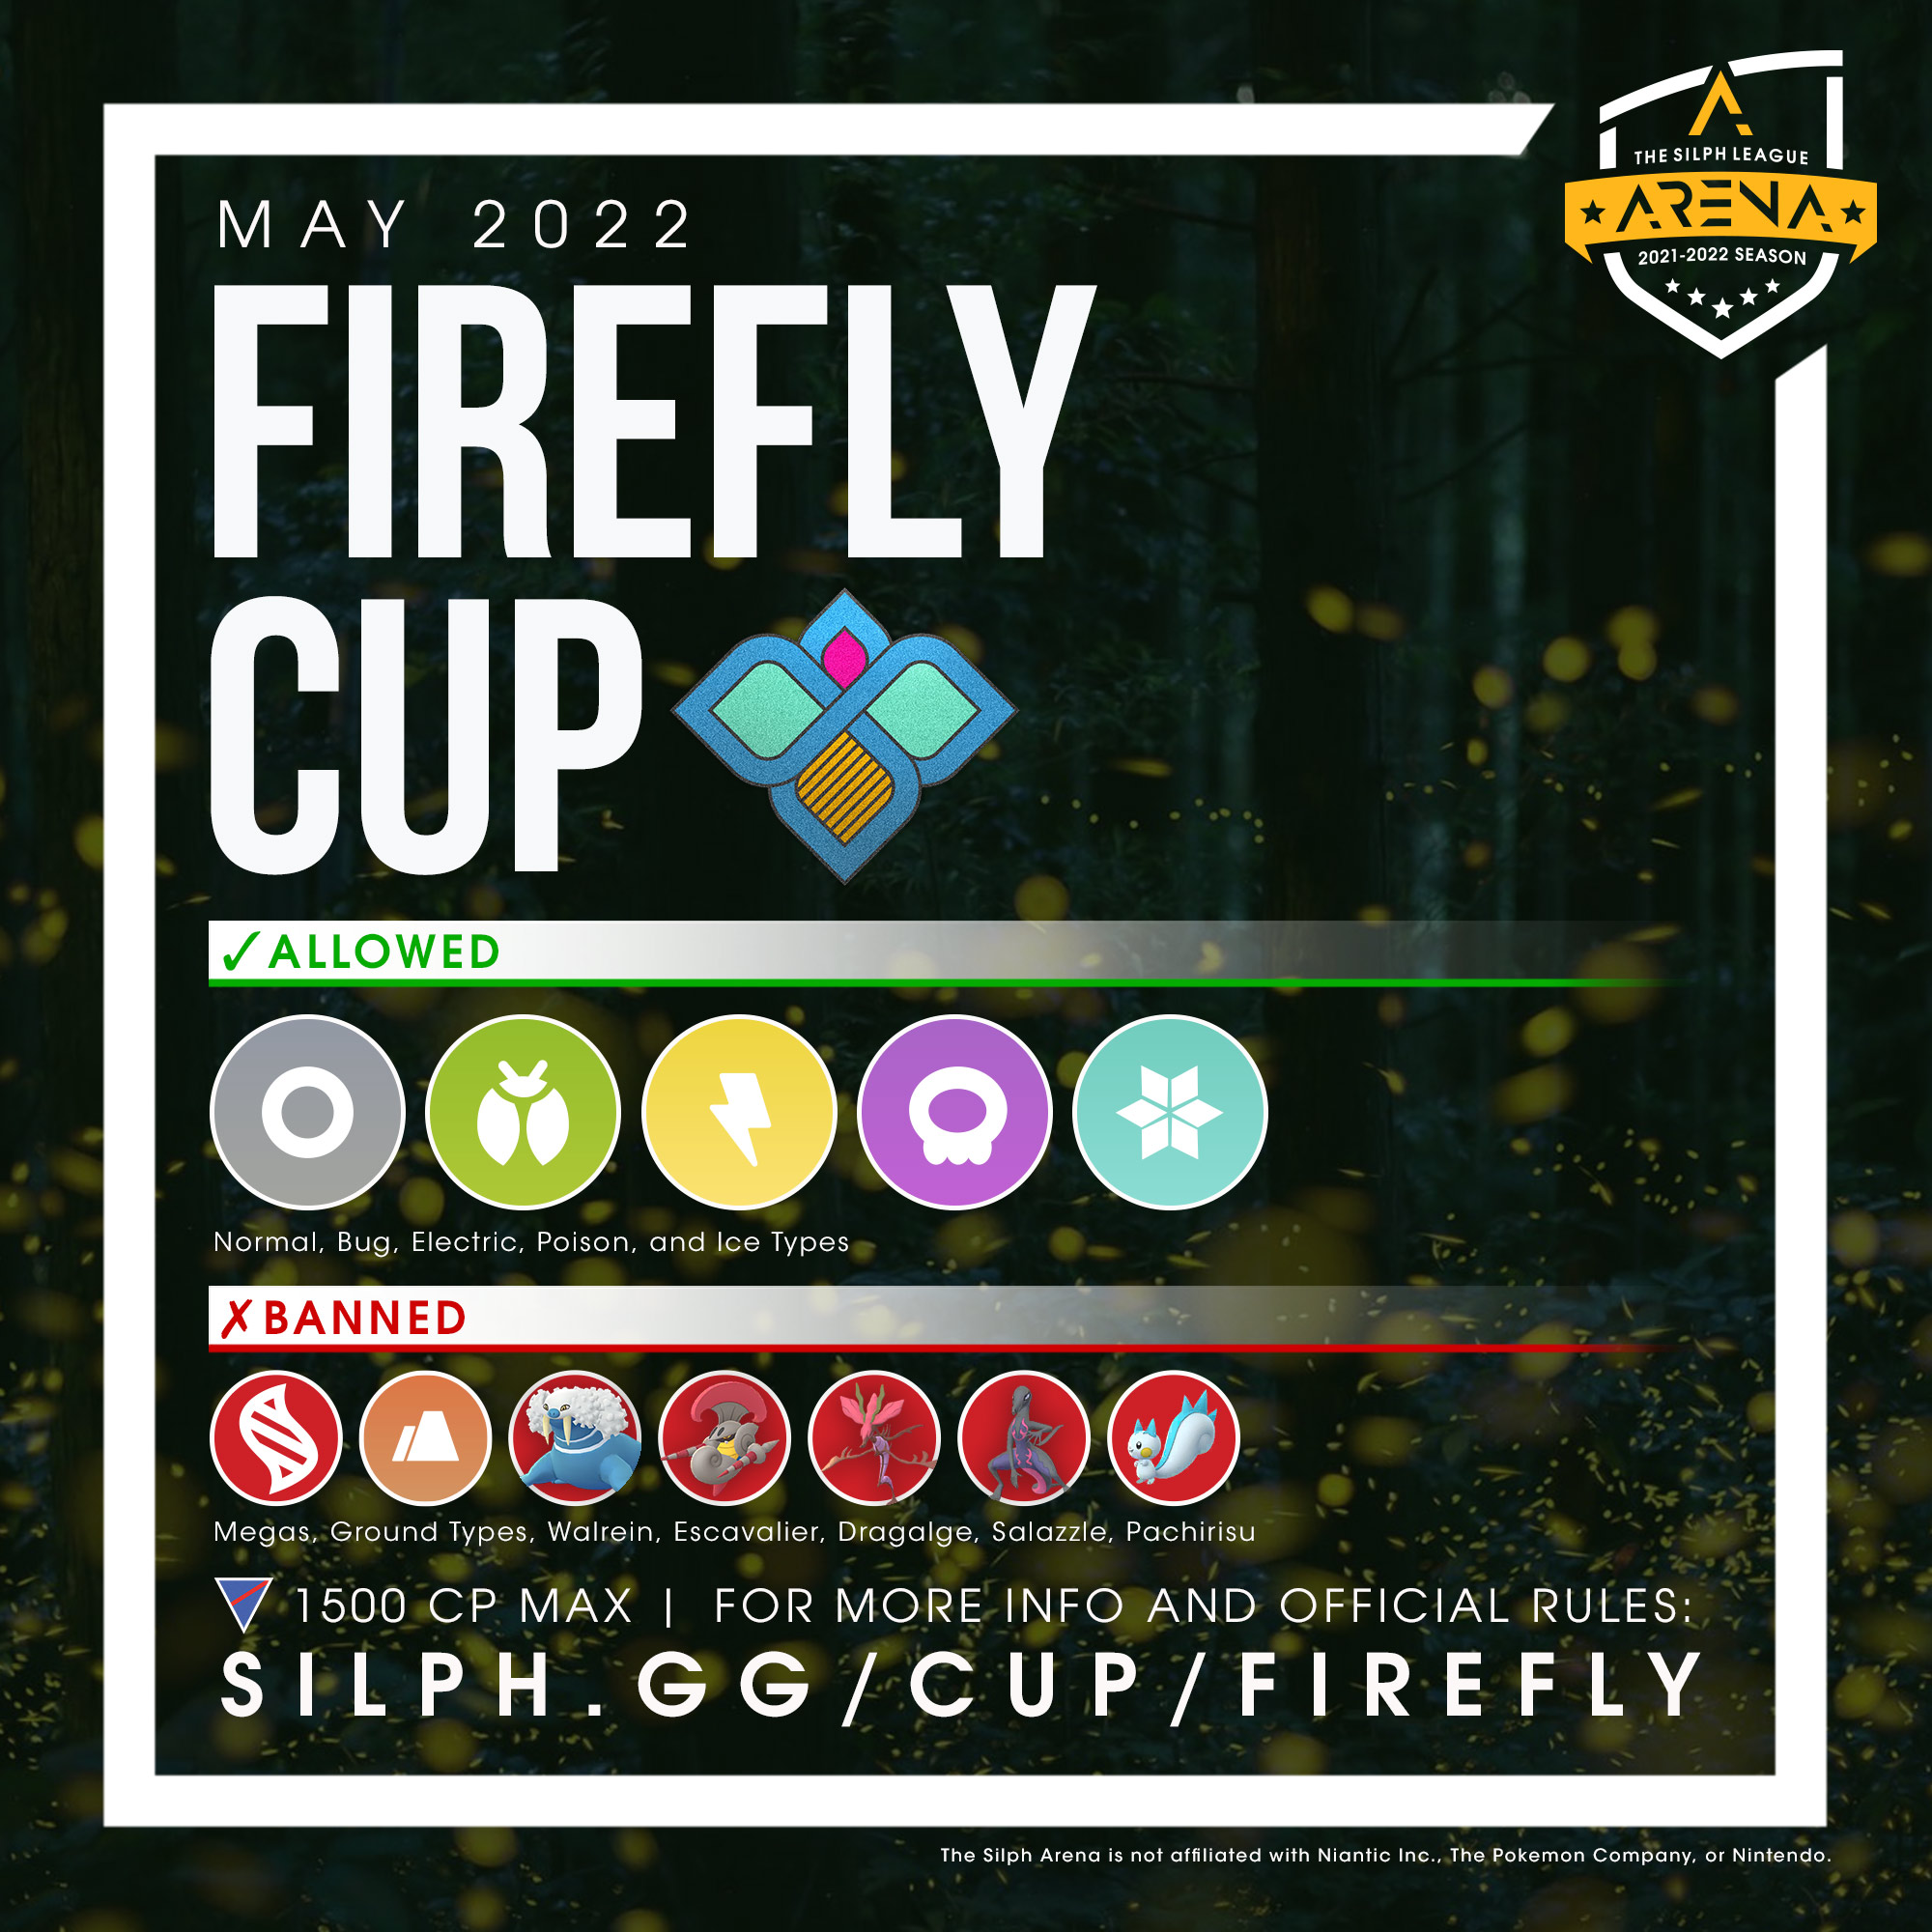 THE SILPH LEAGUE
ARENA
2021-2022 SEASON
MAY 2022
FIREFLY
CUP
✓ALLOWED
Normal, Bug, Electric, Poison, and Ice Types
✗BANNED
Megas, Ground Types, Walrein, Escavalier, Dragalge, Salazzle, Pachirisu
1500 CP MAX | FOR MORE INFO AND OFFICIAL RULES:
SILPH.GG/CUP/FIREFLY
The Silph Arena is not affiliated with Niantic Inc., The Pokemon Company, or Nintendo.